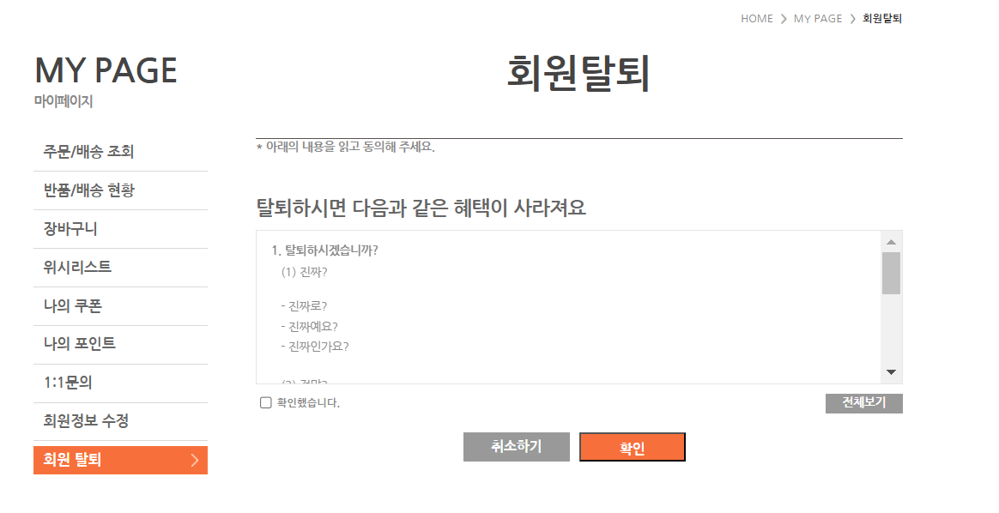 HOME > MY PAGE > 회원탈퇴
MY PAGE
마이페이지
주문/배송 조회
반품/배송 현황
장바구니
위시리스트
나의 쿠폰
나의 포인트
1:1문의
회원정보 수정
회원 탈퇴
회원탈퇴
* 아래의 내용을 읽고 동의해 주세요.
탈퇴하시면 다음과 같은 혜택이 사라져요
1. 탈퇴하시겠습니까?
(1) 진짜?
- 진짜로?
- 진짜예요?
- 진짜인가요?
확인했습니다.
전체보기
취소하기
확인